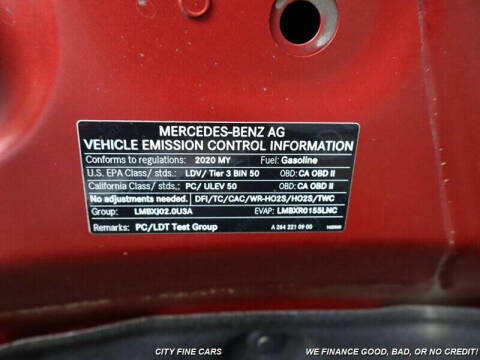 MERCEDES-BENZ AG
VEHICLE EMISSION CONTROL INFORMATION
Conforms to regulations: 2020 MY Fuel: Gasoline
U.S. EPA Class/ stds.: LDV/ Tier 3 BIN 50 OBD: CA OBD II
California Class/ stds.: PC/ ULEV 50 OBD: CA OBD II
No adjustments needed. DFI/TC/CAC/WR-HO2S/HO2S/TWC
Group: LMBXJ02.0U3A EVAP: LMBXR0155LNC
Remarks: PC/LDT Test Group A 264 221 09 00
CITY FINE CARS WE FINANCE GOOD, BAD, OR NO CREDIT!